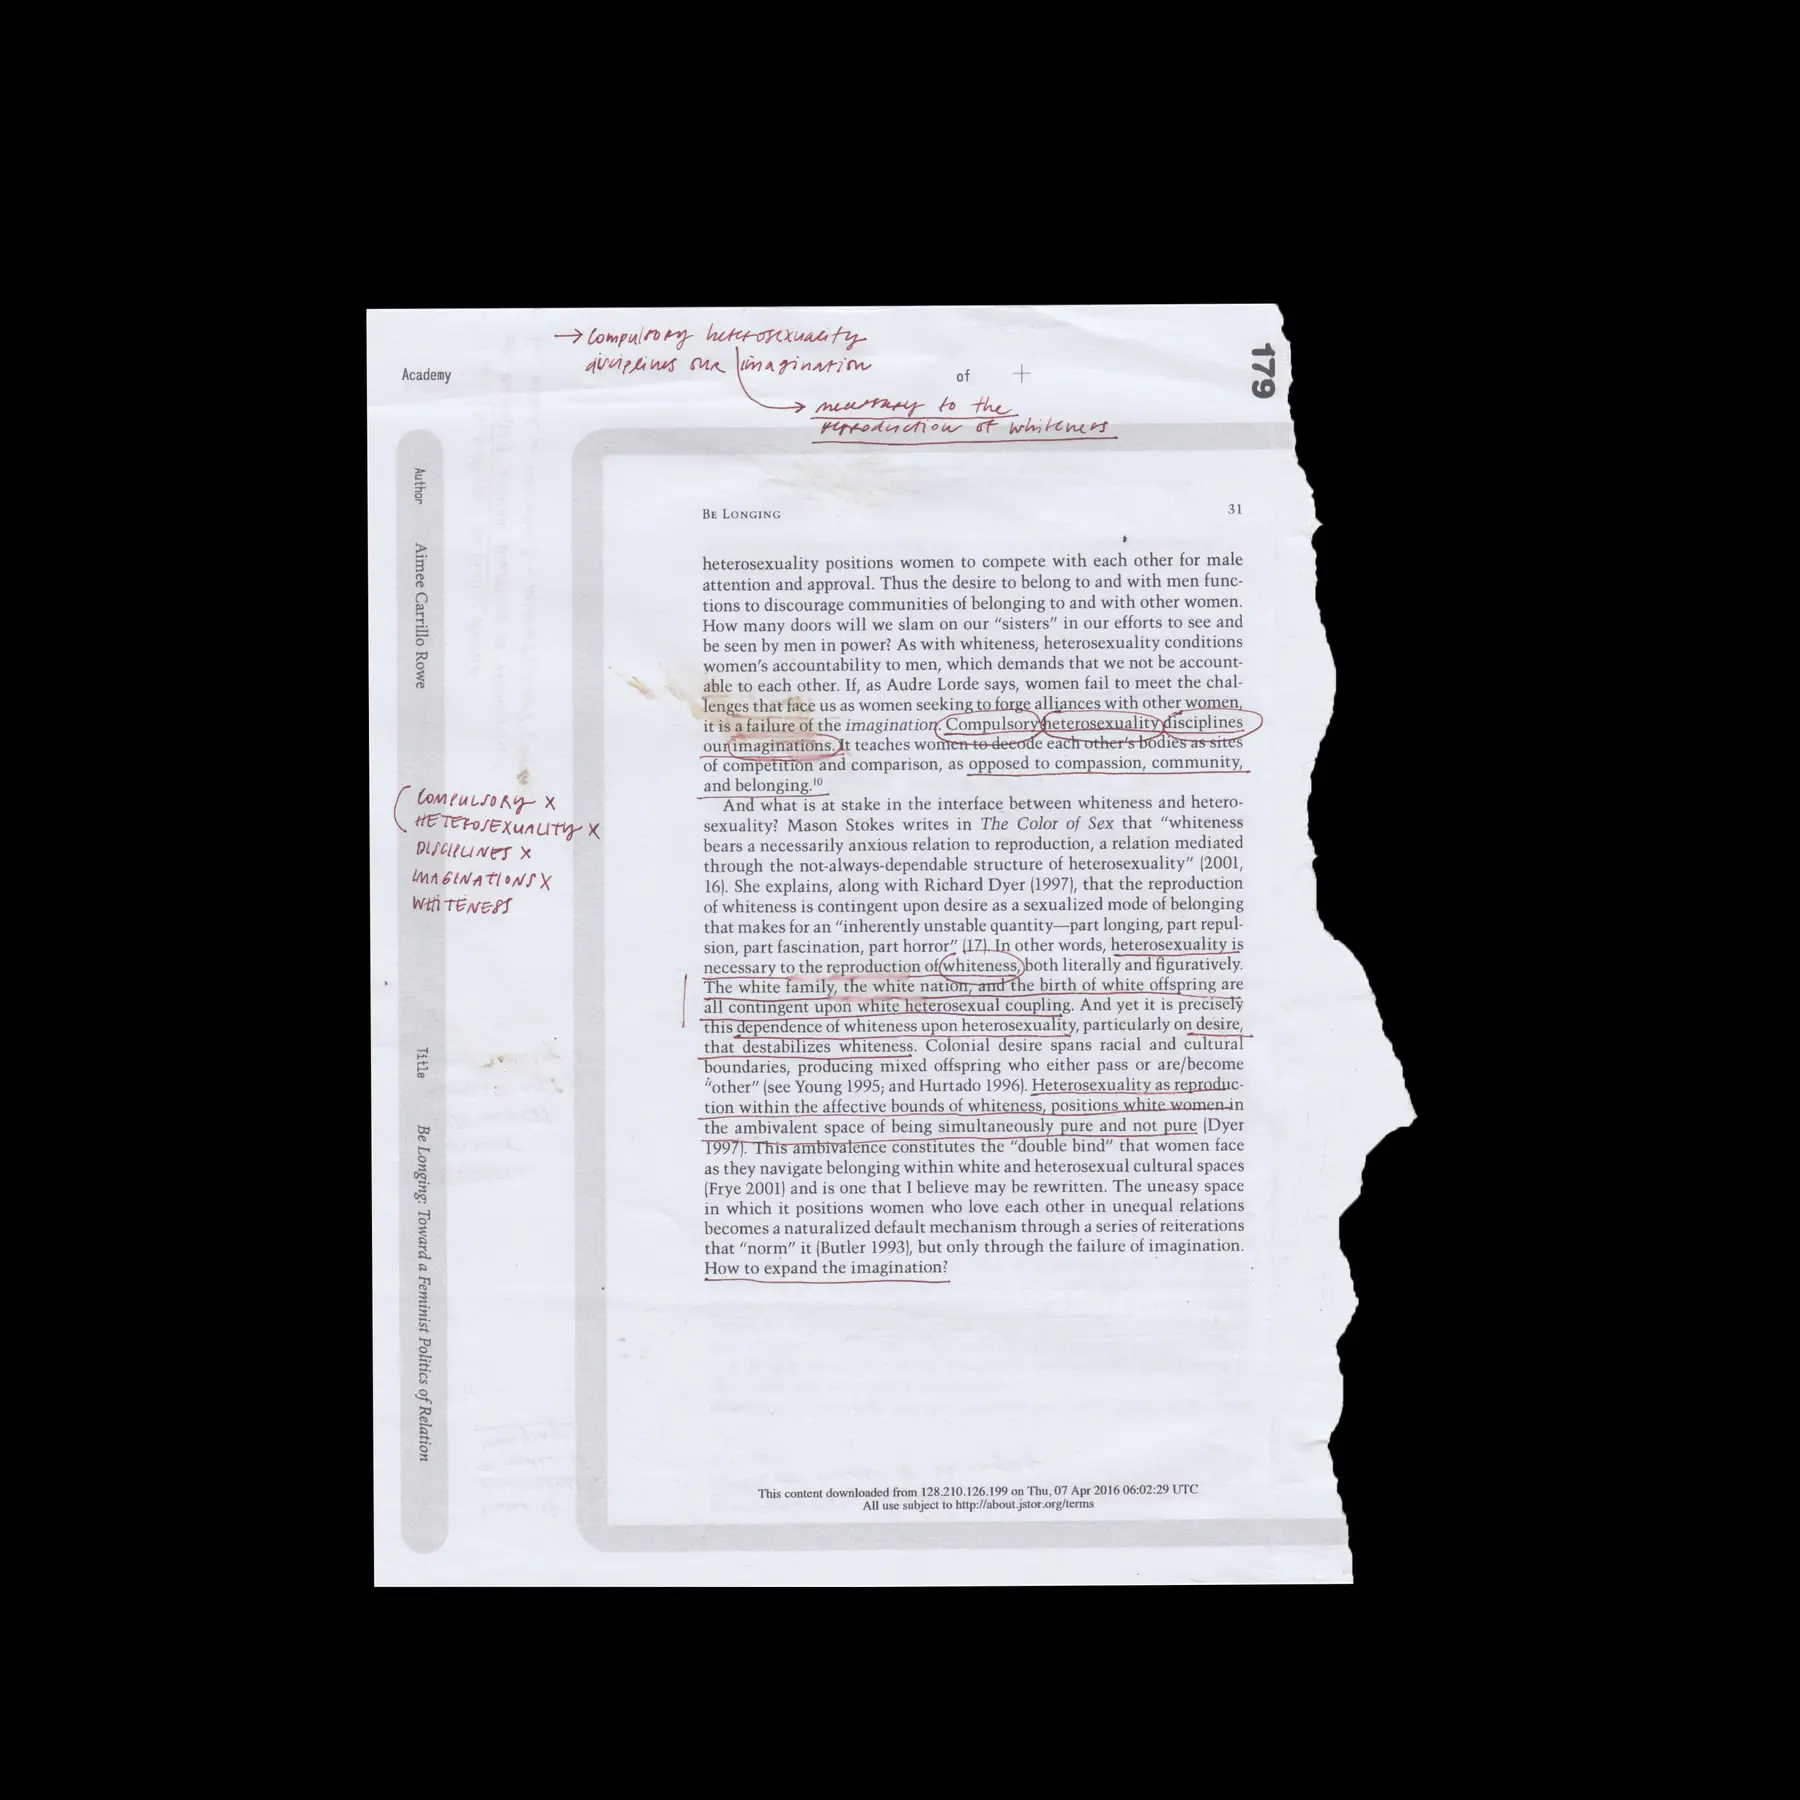 → compulsory heterosexuality
disciplines our imagination
Academy
of +
179
→ necessary to the
reproduction of whiteness
Author Aimee Carrillo Rowe
Title Be Longing: Toward a Feminist Politics of Relation
BE LONGING 31
heterosexuality positions women to compete with each other for male
attention and approval. Thus the desire to belong to and with men func-
tions to discourage communities of belonging to and with other women.
How many doors will we slam on our “sisters” in our efforts to see and
be seen by men in power? As with whiteness, heterosexuality conditions
women’s accountability to men, which demands that we not be account-
able to each other. If, as Audre Lorde says, women fail to meet the chal-
lenges that face us as women seeking to forge alliances with other women,
it is a failure of the imagination. Compulsory heterosexuality disciplines
our imaginations. It teaches women to decode each other’s bodies as sites
of competition and comparison, as opposed to compassion, community,
and belonging.10
COMPULSORY X
HETEROSEXUALITY X
DISCIPLINES X
IMAGINATIONS X
WHITENESS
And what is at stake in the interface between whiteness and hetero-
sexuality? Mason Stokes writes in The Color of Sex that “whiteness
bears a necessarily anxious relation to reproduction, a relation mediated
through the not-always-dependable structure of heterosexuality” (2001,
16). She explains, along with Richard Dyer (1997), that the reproduction
of whiteness is contingent upon desire as a sexualized mode of belonging
that makes for an “inherently unstable quantity—part longing, part repul-
sion, part fascination, part horror” (17). In other words, heterosexuality is
necessary to the reproduction of whiteness, both literally and figuratively.
The white family, the white nation, and the birth of white offspring are
all contingent upon white heterosexual coupling. And yet it is precisely
this dependence of whiteness upon heterosexuality, particularly on desire,
that destabilizes whiteness. Colonial desire spans racial and cultural
boundaries, producing mixed offspring who either pass or are/become
“other” (see Young 1995; and Hurtado 1996). Heterosexuality as reproduc-
tion within the affective bounds of whiteness, positions white women in
the ambivalent space of being simultaneously pure and not pure (Dyer
1997). This ambivalence constitutes the “double bind” that women face
as they navigate belonging within white and heterosexual cultural spaces
(Frye 2001) and is one that I believe may be rewritten. The uneasy space
in which it positions women who love each other in unequal relations
becomes a naturalized default mechanism through a series of reiterations
that “norm” it (Butler 1993), but only through the failure of imagination.
How to expand the imagination?
This content downloaded from 128.210.126.199 on Thu, 07 Apr 2016 06:02:29 UTC
All use subject to http://about.jstor.org/terms